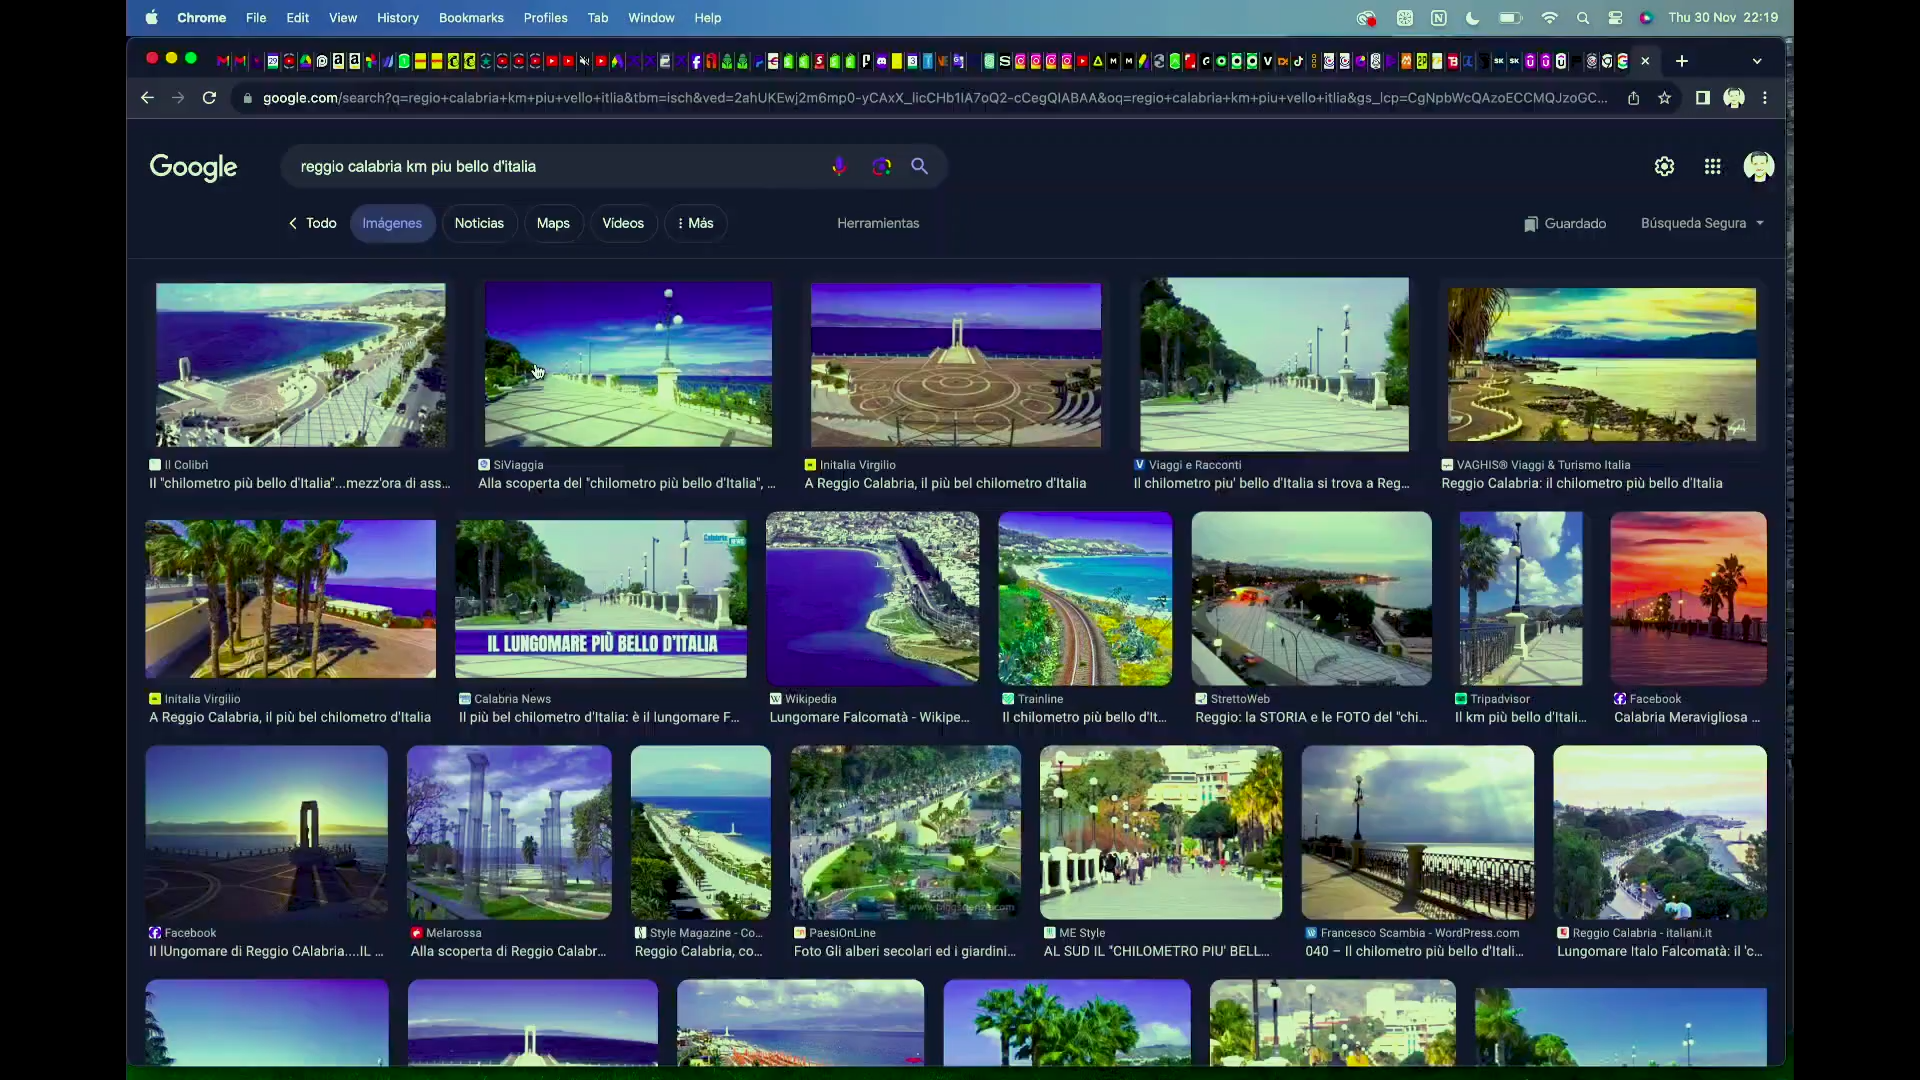 Chrome File Edit View History Bookmarks Profiles Tab Window Help
Thu 30 Nov 22:19
google.com/search?q=regio+calabria+km+piu+vello+itlia&tbm=isch&ved=2ahUKEwj2m6mp0-yCAxX_licCHb1IA7oQ2-cCegQIABAA&oq=regio+calabria+km+piu+vello+itlia&gs_lcp=CgNpbWcQAzoECCMQJzoGC...
Google
reggio calabria km piu bello d'italia
Todo
Imágenes
Noticias
Maps
Vídeos
Más
Herramientas
Guardado
Búsqueda Segura
Il Colibrì
Il "chilometro più bello d'Italia"...mezz'ora di ass...
SiViaggia
Alla scoperta del "chilometro più bello d'Italia", ...
Initalia Virgilio
A Reggio Calabria, il più bel chilometro d'Italia
Viaggi e Racconti
Il chilometro piu' bello d'Italia si trova a Reg...
VAGHIS® Viaggi & Turismo Italia
Reggio Calabria: il chilometro più bello d'Italia
Calabria NEWS
IL LUNGOMARE PIÙ BELLO D'ITALIA
Initalia Virgilio
A Reggio Calabria, il più bel chilometro d'Italia
Calabria News
Il più bel chilometro d'Italia: è il lungomare F...
Wikipedia
Lungomare Falcomatà - Wikipe...
Trainline
Il chilometro più bello d'It...
StrettoWeb
Reggio: la STORIA e le FOTO del "chi...
Tripadvisor
Il km più bello d'Itali...
Facebook
Calabria Meravigliosa ...
Facebook
Il lUngomare di Reggio CAlabria....IL ...
Melarossa
Alla scoperta di Reggio Calabr...
Style Magazine - Co...
Reggio Calabria, co...
PaesiOnLine
Foto Gli alberi secolari ed i giardini...
ME Style
AL SUD IL "CHILOMETRO PIU' BELL...
Francesco Scambia - WordPress.com
040 – Il chilometro più bello d'Itali...
Reggio Calabria - italiani.it
Lungomare Italo Falcomatà: il 'c...